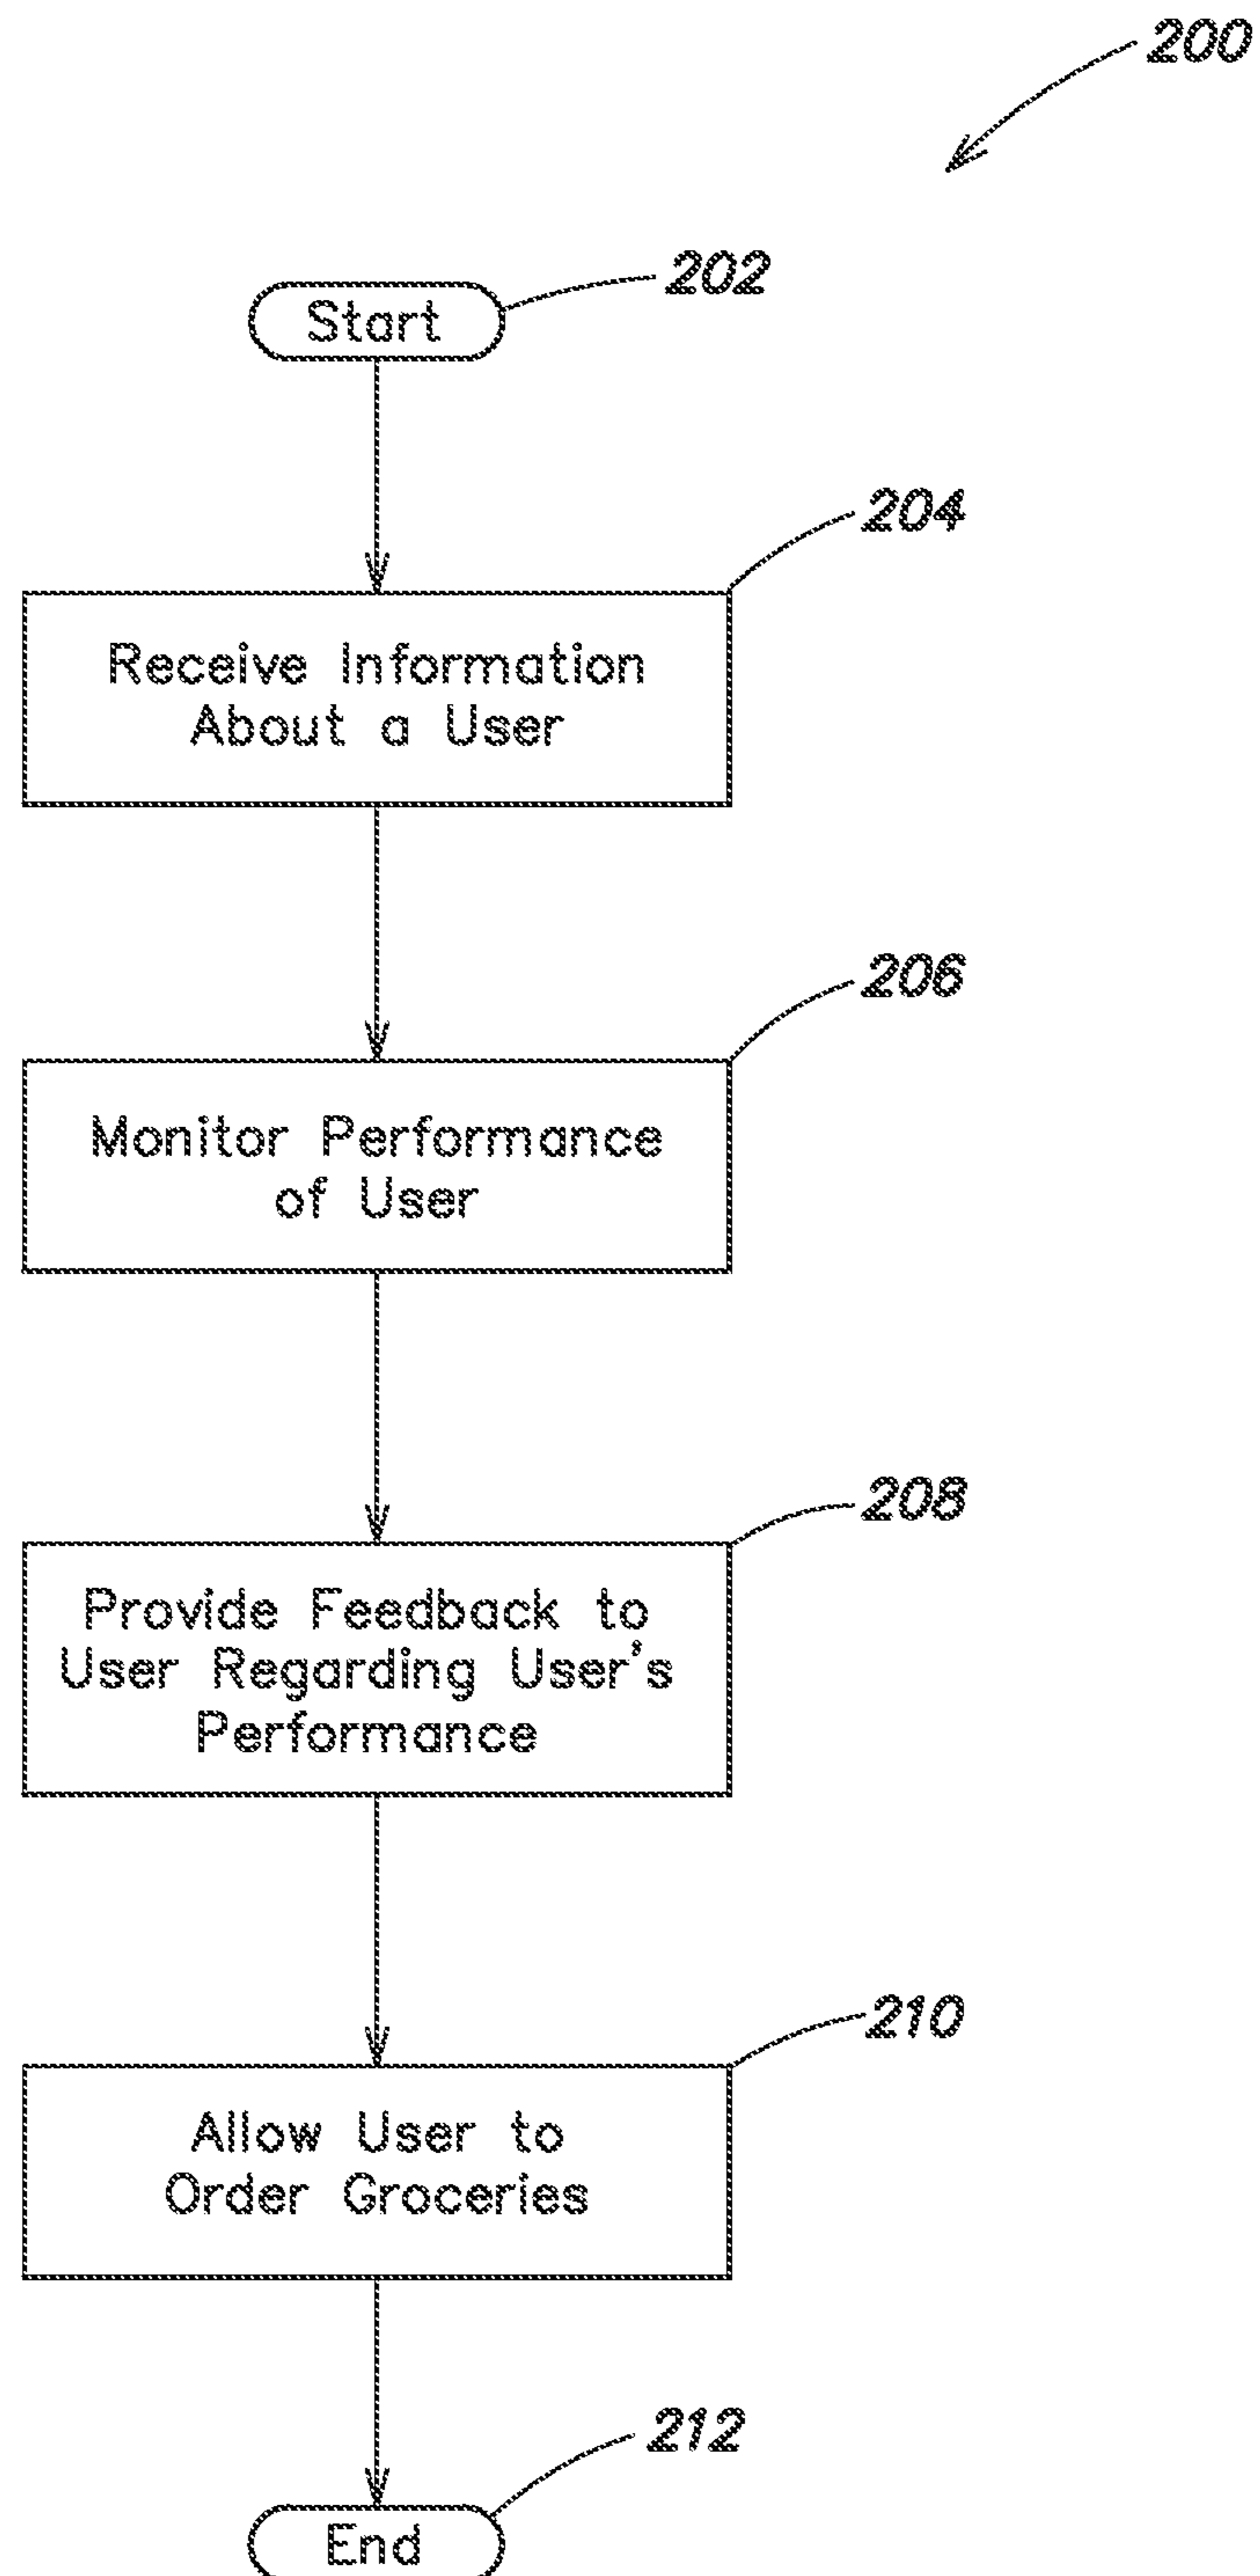 200
202
Start
204
Receive Information
About a User
206
Monitor Performance
of User
208
Provide Feedback to
User Regarding User's
Performance
210
Allow User to
Order Groceries
212
End